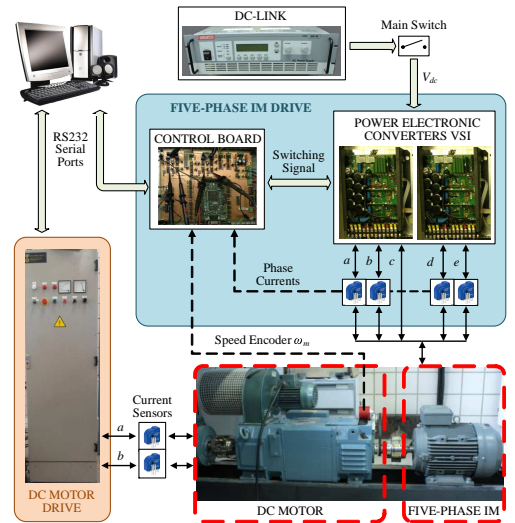 DC-LINK
Main Switch
V_dc
FIVE-PHASE IM DRIVE
POWER ELECTRONIC
CONVERTERS VSI
CONTROL BOARD
RS232
Serial
Ports
Switching
Signal
a
b
c
d
e
Phase
Currents
Speed Encoder ω_m
Current
Sensors
a
b
DC MOTOR
DRIVE
DC MOTOR
FIVE-PHASE IM